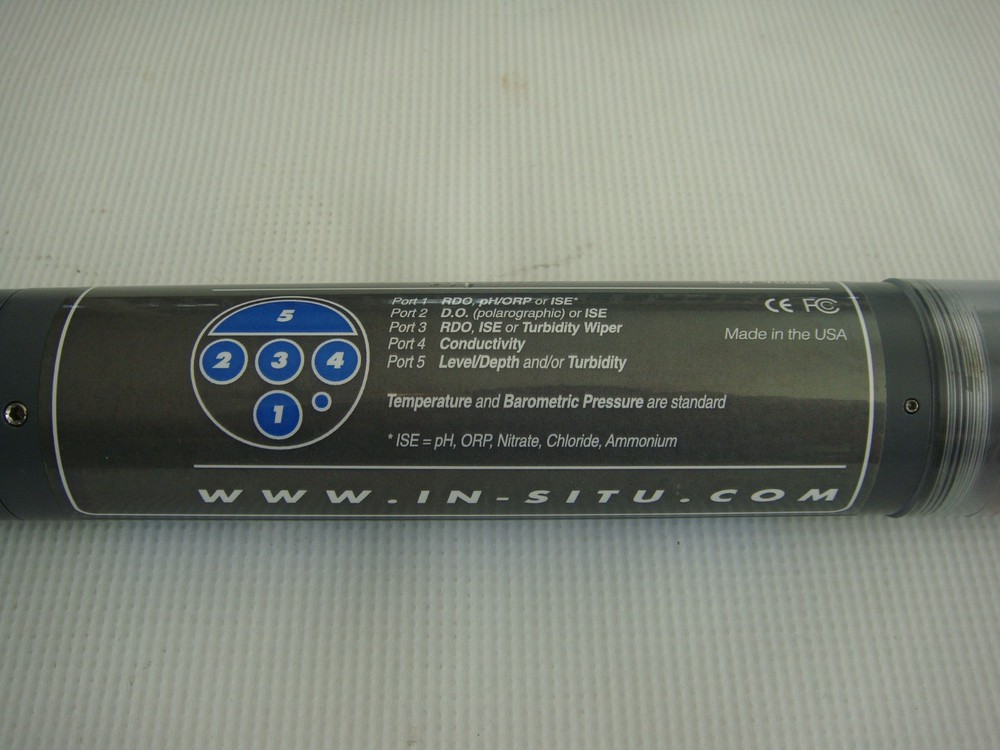 5
2 3 4
1
Port 1 RDO, pH/ORP or ISE*
Port 2 D.O. (polarographic) or ISE
Port 3 RDO, ISE or Turbidity Wiper
Port 4 Conductivity
Port 5 Level/Depth and/or Turbidity
Temperature and Barometric Pressure are standard
* ISE = pH, ORP, Nitrate, Chloride, Ammonium
CE FC
Made in the USA
WWW.IN-SITU.COM